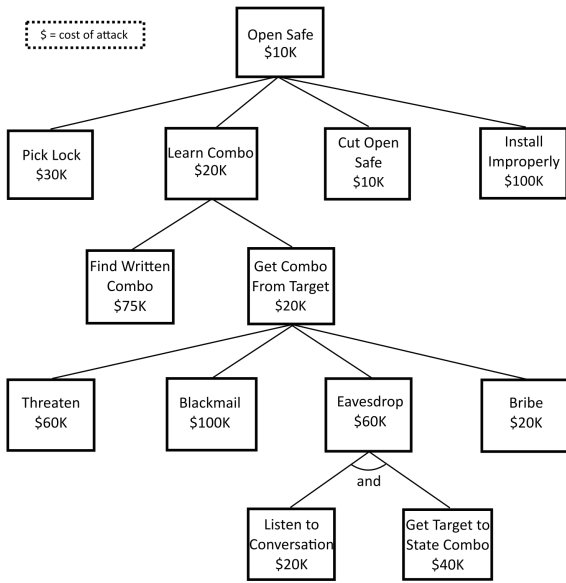 $ = cost of attack
Open Safe
$10K
Pick Lock
$30K
Learn Combo
$20K
Cut Open
Safe
$10K
Install
Improperly
$100K
Find Written
Combo
$75K
Get Combo
From Target
$20K
Threaten
$60K
Blackmail
$100K
Eavesdrop
$60K
Bribe
$20K
and
Listen to
Conversation
$20K
Get Target to
State Combo
$40K